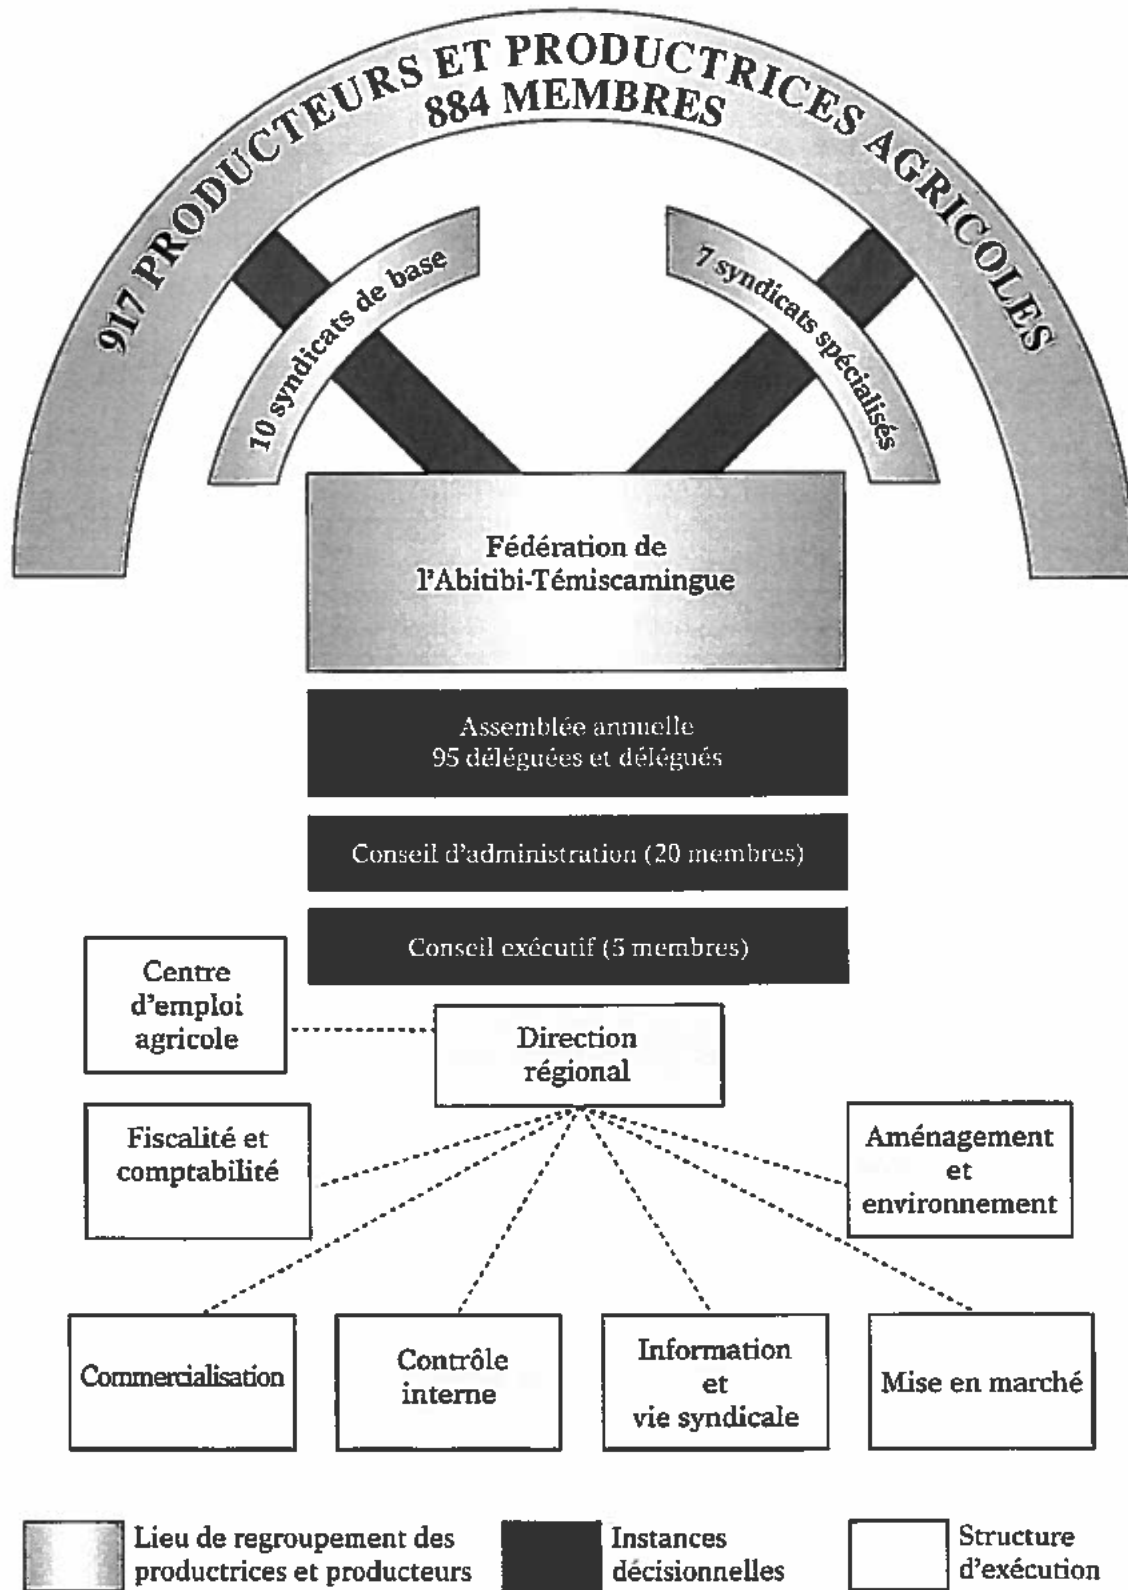 917 PRODUCTEURS ET PRODUCTRICES AGRICOLES
884 MEMBRES
10 syndicats de base
7 syndicats spécialisés
Fédération de
l'Abitibi-Témiscamingue
Assemblée annuelle
95 déléguées et délégués
Conseil d'administration (20 membres)
Conseil exécutif (5 membres)
Centre
d'emploi
agricole
Direction
régional
Fiscalité et
comptabilité
Aménagement
et
environnement
Commercialisation
Contrôle
interne
Information
et
vie syndicale
Mise en marché
Lieu de regroupement des
productrices et producteurs
Instances
décisionnelles
Structure
d'exécution